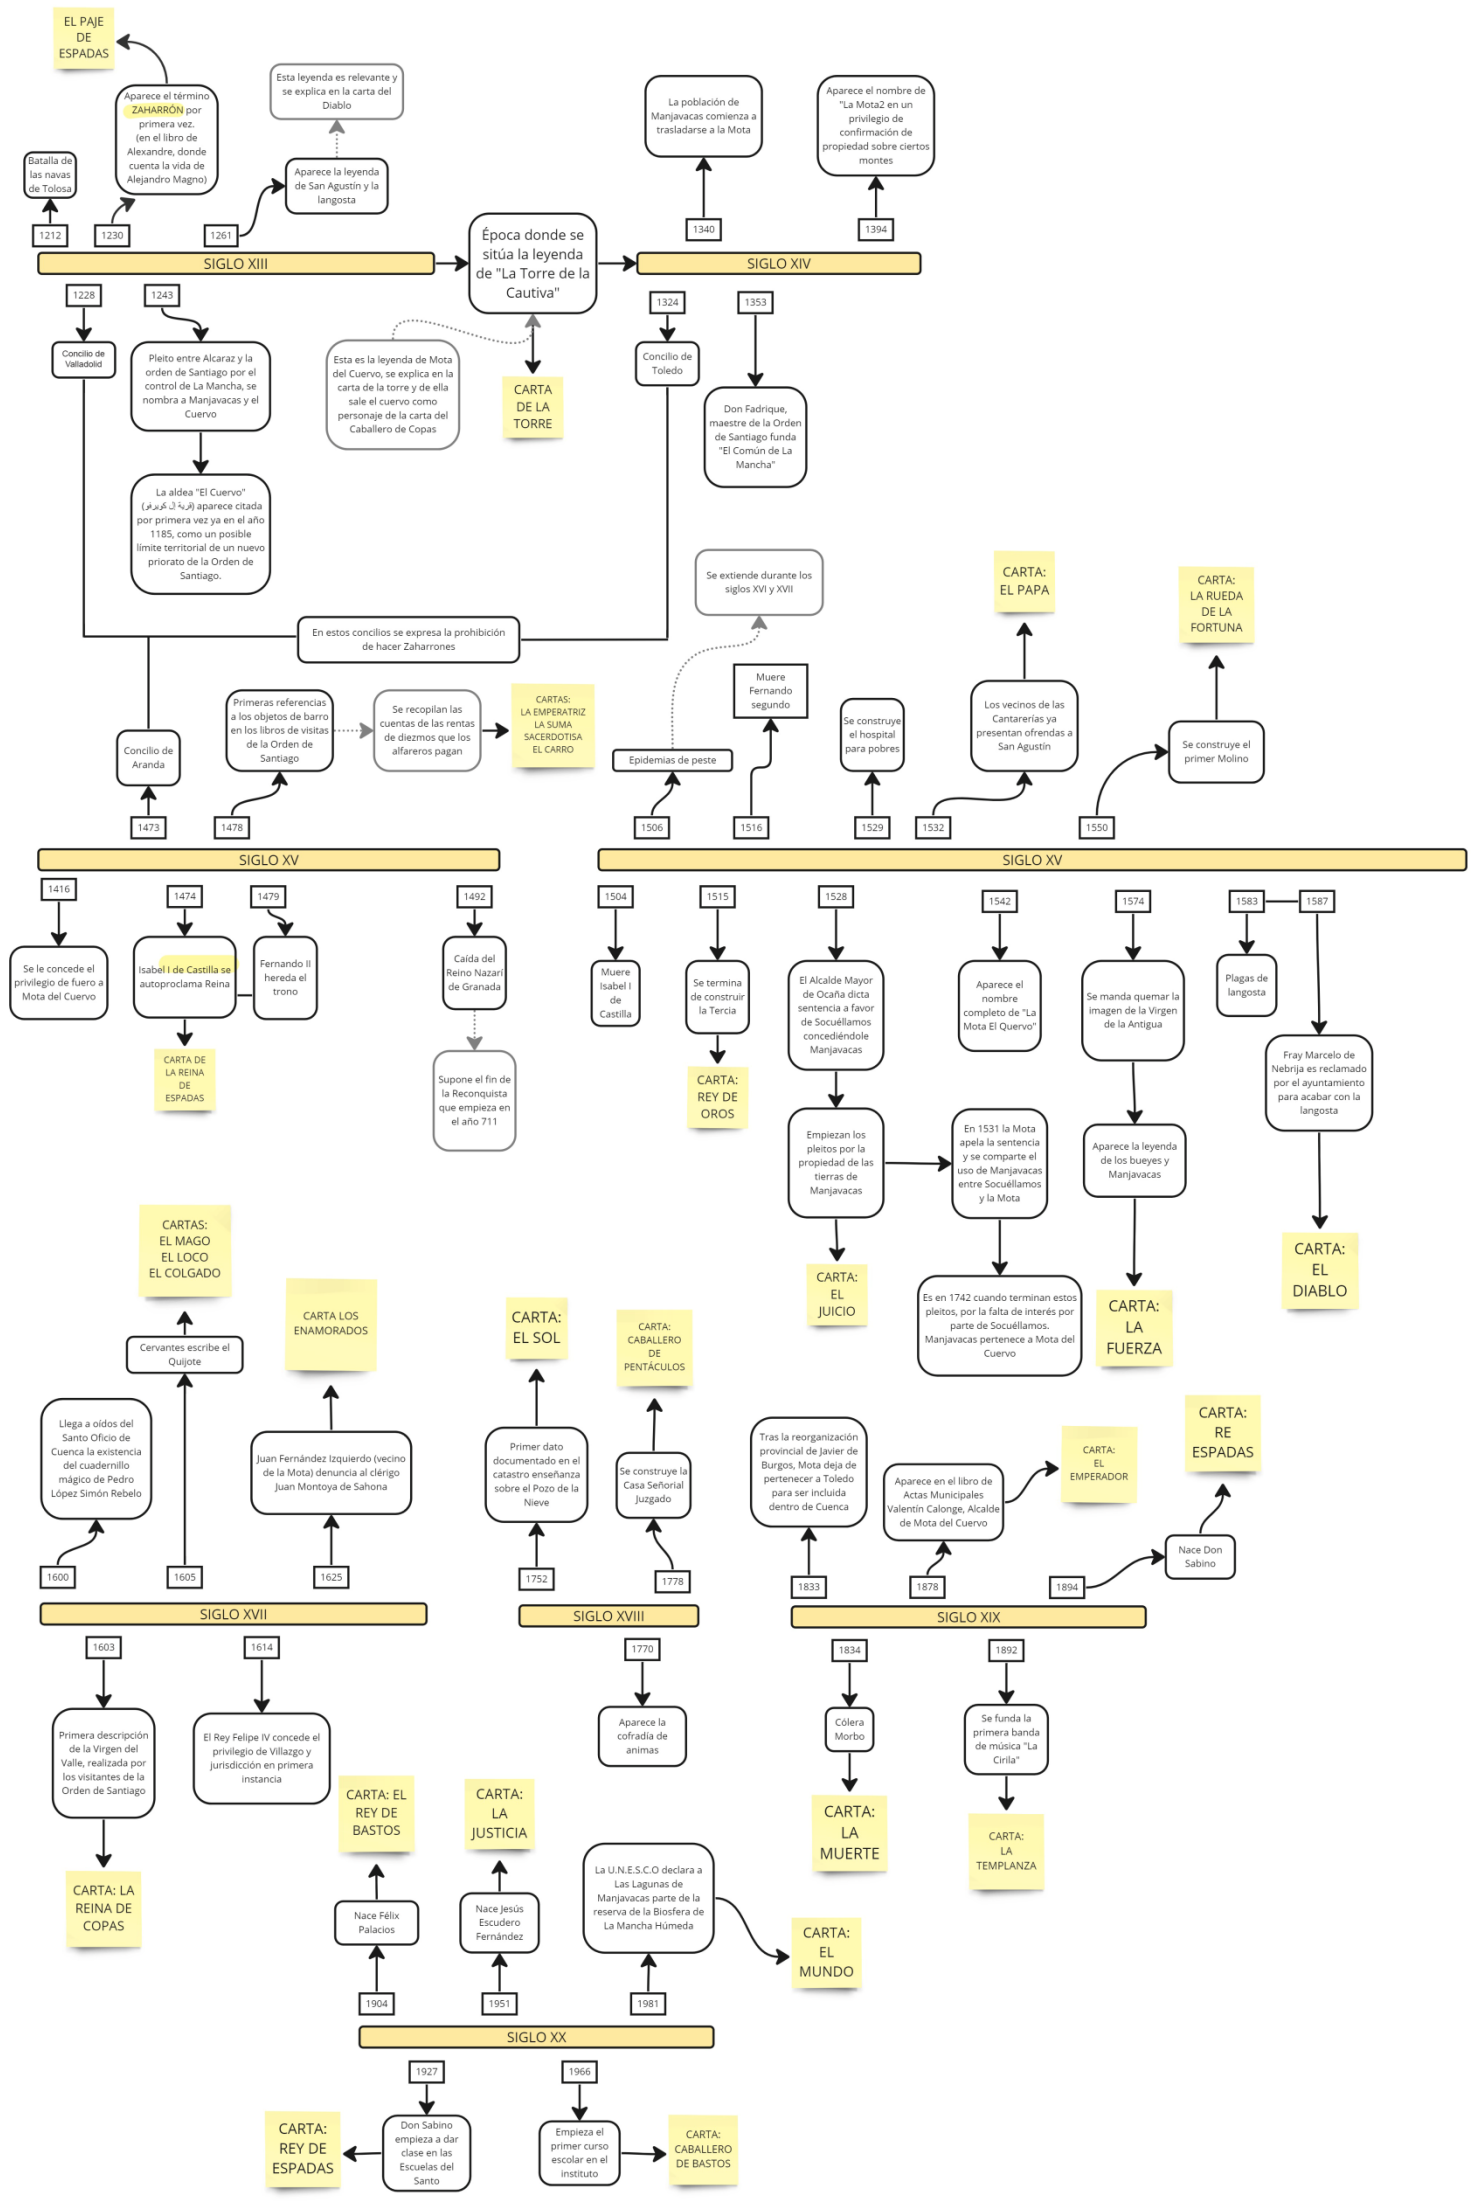 EL PAJE
DE
ESPADAS
Aparece el término
ZAHARRÓN por
primera vez.
(en el libro de
Alexandre, donde
cuenta la vida de
Alejandro Magno)
Esta leyenda es relevante y
se explica en la carta del
Diablo
Batalla de
las navas
de Tolosa
Aparece la leyenda
de San Agustín y la
langosta
La población de
Manjavacas comienza a
trasladarse a la Mota
Aparece el nombre de
"La Mota2 en un
privilegio de
confirmación de
propiedad sobre ciertos
montes
1212
1230
1261
1340
1394
SIGLO XIII
Época donde se
sitúa la leyenda
de "La Torre de la
Cautiva"
SIGLO XIV
1228
1243
1324
1353
Concilio de
Valladolid
Pleito entre Alcaraz y la
orden de Santiago por el
control de La Mancha, se
nombra a Manjavacas y el
Cuervo
Esta es la leyenda de Mota
del Cuervo, se explica en la
carta de la torre y de ella
sale el cuervo como
personaje de la carta del
Caballero de Copas
CARTA
DE LA
TORRE
Concilio de
Toledo
Don Fadrique,
maestre de la Orden
de Santiago funda
"El Común de La
Mancha"
La aldea "El Cuervo"
(قرية إل كويرفو) aparece citada
por primera vez ya en el año
1185, como un posible
límite territorial de un nuevo
priorato de la Orden de
Santiago.
En estos concilios se expresa la prohibición
de hacer Zaharrones
Se extiende durante los
siglos XVI y XVII
CARTA:
EL PAPA
CARTA:
LA RUEDA
DE LA
FORTUNA
Concilio de
Aranda
Primeras referencias
a los objetos de barro
en los libros de visitas
de la Orden de
Santiago
Se recopilan las
cuentas de las rentas
de diezmos que los
alfareros pagan
CARTAS:
LA EMPERATRIZ
LA SUMA
SACERDOTISA
EL CARRO
Epidemias de peste
Muere
Fernando
segundo
Se construye
el hospital
para pobres
Los vecinos de las
Cantarerías ya
presentan ofrendas a
San Agustín
Se construye el
primer Molino
1473
1478
1506
1516
1529
1532
1550
SIGLO XV
SIGLO XV
1416
1474
1479
1492
1504
1515
1528
1542
1574
1583
1587
Se le concede el
privilegio de fuero a
Mota del Cuervo
Isabel I de Castilla se
autoproclama Reina
Fernando II
hereda el
trono
Caída del
Reino Nazarí
de Granada
Muere
Isabel I
de
Castilla
Se termina
de construir
la Tercia
El Alcalde Mayor
de Ocaña dicta
sentencia a favor
de Socuéllamos
concediéndole
Manjavacas
Aparece el
nombre
completo de "La
Mota El Quervo"
Se manda quemar la
imagen de la Virgen
de la Antigua
Plagas de
langosta
Fray Marcelo de
Nebrija es reclamado
por el ayuntamiento
para acabar con la
langosta
CARTA DE
LA REINA
DE
ESPADAS
Supone el fin de
la Reconquista
que empieza en
el año 711
CARTA:
REY DE
OROS
Empiezan los
pleitos por la
propiedad de las
tierras de
Manjavacas
En 1531 la Mota
apela la sentencia
y se comparte el
uso de Manjavacas
entre Socuéllamos
y la Mota
Aparece la leyenda
de los bueyes y
Manjavacas
CARTA:
EL
JUICIO
Es en 1742 cuando terminan estos
pleitos, por la falta de interés por
parte de Socuéllamos.
Manjavacas pertenece a Mota del
Cuervo
CARTA:
LA
FUERZA
CARTA:
EL
DIABLO
CARTAS:
EL MAGO
EL LOCO
EL COLGADO
CARTA LOS
ENAMORADOS
CARTA:
EL SOL
CARTA:
CABALLERO
DE
PENTÁCULOS
Cervantes escribe el
Quijote
Llega a oídos del
Santo Oficio de
Cuenca la existencia
del cuadernillo
mágico de Pedro
López Simón Rebelo
Juan Fernández Izquierdo (vecino
de la Mota) denuncia al clérigo
Juan Montoya de Sahona
Primer dato
documentado en el
catastro enseñanza
sobre el Pozo de la
Nieve
Se construye la
Casa Señorial
Juzgado
Tras la reorganización
provincial de Javier de
Burgos, Mota deja de
pertenecer a Toledo
para ser incluida
dentro de Cuenca
Aparece en el libro de
Actas Municipales
Valentín Calonge, Alcalde
de Mota del Cuervo
CARTA:
EL
EMPERADOR
CARTA:
RE
ESPADAS
Nace Don
Sabino
1600
1605
1625
1752
1778
1833
1878
1894
SIGLO XVII
SIGLO XVIII
SIGLO XIX
1603
1614
1770
1834
1892
Primera descripción
de la Virgen del
Valle, realizada por
los visitantes de la
Orden de Santiago
El Rey Felipe IV concede el
privilegio de Villazgo y
jurisdicción en primera
instancia
Aparece la
cofradía de
animas
Cólera
Morbo
Se funda la
primera banda
de música "La
Cirila"
CARTA: LA
REINA DE
COPAS
CARTA: EL
REY DE
BASTOS
CARTA:
LA
JUSTICIA
CARTA:
LA
MUERTE
CARTA:
LA
TEMPLANZA
Nace Félix
Palacios
Nace Jesús
Escudero
Fernández
La U.N.E.S.C.O declara a
Las Lagunas de
Manjavacas parte de la
reserva de la Biosfera de
La Mancha Húmeda
CARTA:
EL
MUNDO
1904
1951
1981
SIGLO XX
1927
1966
CARTA:
REY DE
ESPADAS
Don Sabino
empieza a dar
clase en las
Escuelas del
Santo
Empieza el
primer curso
escolar en el
instituto
CARTA:
CABALLERO
DE BASTOS